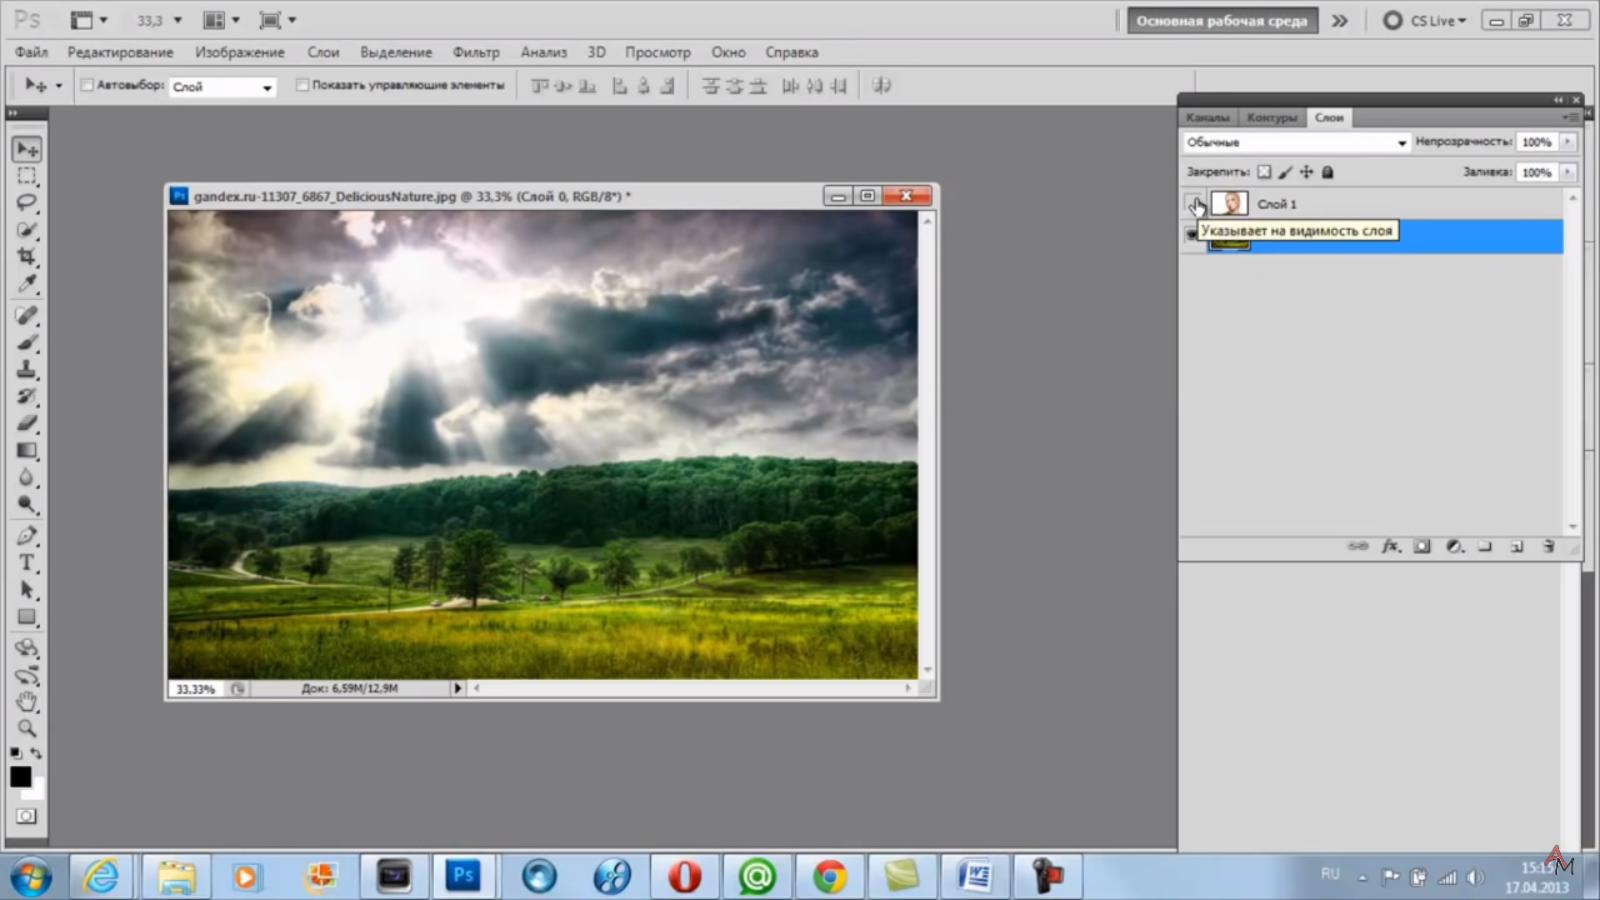 Ps 33,3 Основная рабочая среда CS Live
Файл Редактирование Изображение Слои Выделение Фильтр Анализ 3D Просмотр Окно Справка
Автовыбор: Слой Показать управляющие элементы
Каналы Контуры Слои
Обычные Непрозрачность: 100%
Закрепить: Заливка: 100%
Ps gandex.ru-11307_6867_DeliciousNature.jpg @ 33,3% (Слой 0, RGB/8*) *
Слой 1
Указывает на видимость слоя
fx.
T
33,33% Док: 6,59M/12,9M
Ps
RU
17.04.2013